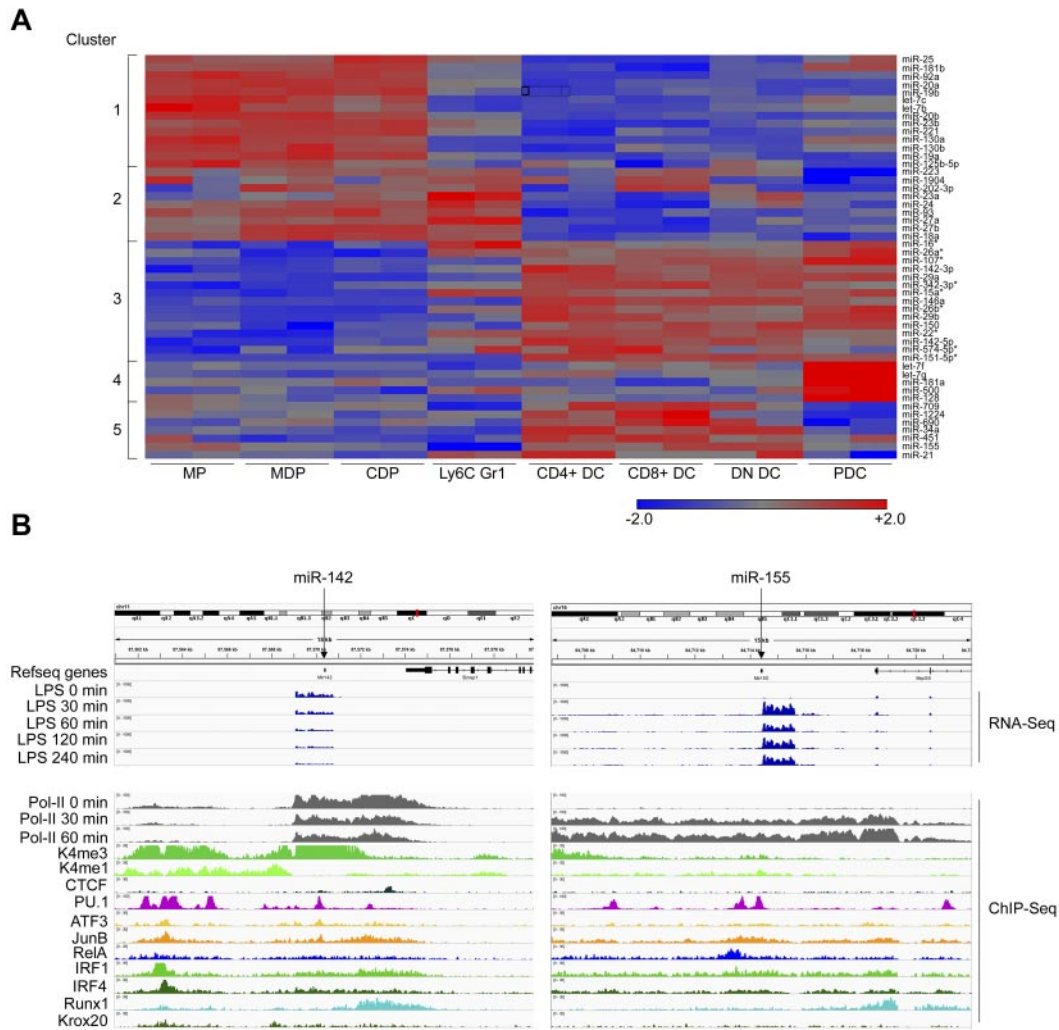 A
Cluster
1
2
3
4
5
miR-25
miR-181b
miR-92a
miR-20a
miR-19b
let-7c
let-7b
miR-20b
miR-23b
miR-221
miR-130a
miR-130b
miR-19a
miR-125b-5p
miR-223
miR-1904
miR-202-3p
miR-23a
miR-24
miR-93
miR-27a
miR-27b
miR-18a
miR-16*
miR-26a*
miR-107*
miR-142-3p
miR-29a
miR-342-3p*
miR-15a*
miR-146a
miR-26b*
miR-29b
miR-150
miR-22*
miR-142-5p
miR-574-5p*
miR-151-5p*
let-7f
let-7g
miR-181a
miR-500
miR-128
miR-709
miR-1224
miR-690
miR-34a
miR-451
miR-155
miR-21
MP MDP CDP Ly6C Gr1 CD4+ DC CD8+ DC DN DC PDC
-2.0 +2.0
B
miR-142 miR-155
chr11
Refseq genes
LPS 0 min
LPS 30 min
LPS 60 min
LPS 120 min
LPS 240 min
RNA-Seq
Pol-II 0 min
Pol-II 30 min
Pol-II 60 min
K4me3
K4me1
CTCF
PU.1
ATF3
JunB
RelA
IRF1
IRF4
Runx1
Krox20
ChIP-Seq